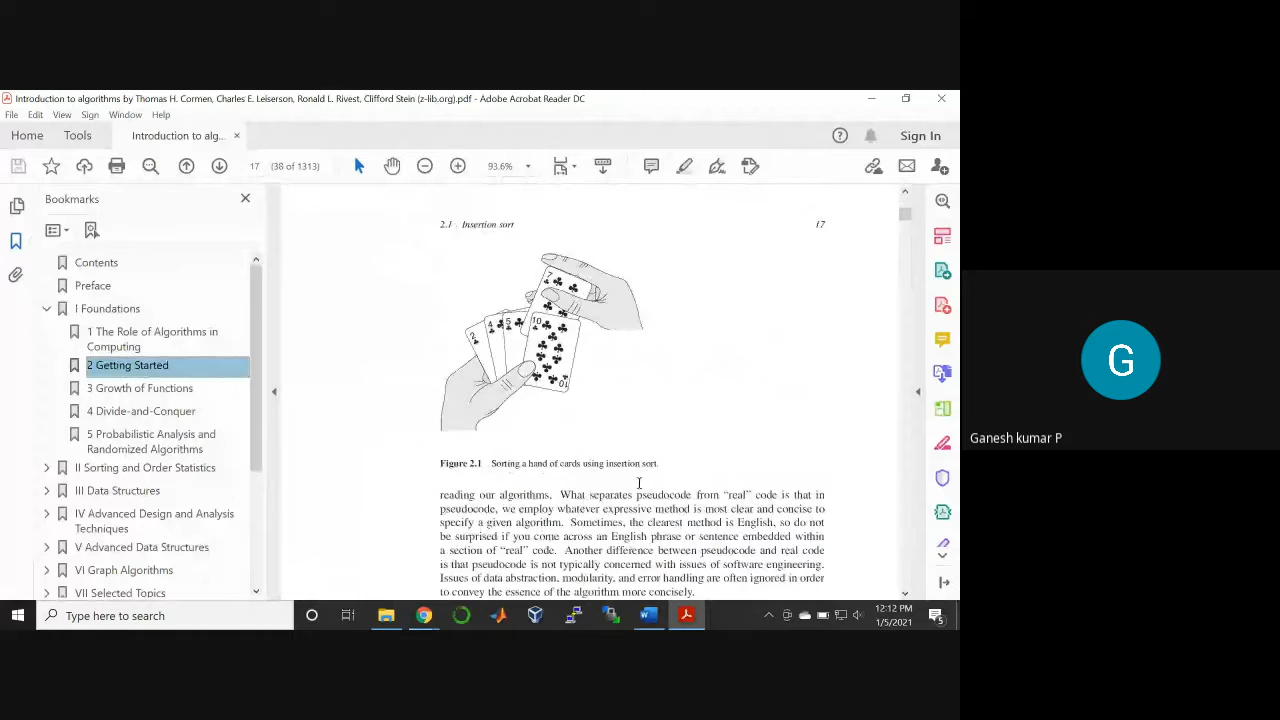 Introduction to algorithms by Thomas H. Cormen, Charles E. Leiserson, Ronald L. Rivest, Clifford Stein (z-lib.org).pdf - Adobe Acrobat Reader DC
File Edit View Sign Window Help
Home Tools Introduction to alg... × Sign In
17 (38 of 1313) 93.6%
Bookmarks
Contents
Preface
I Foundations
1 The Role of Algorithms in
Computing
2 Getting Started
3 Growth of Functions
4 Divide-and-Conquer
5 Probabilistic Analysis and
Randomized Algorithms
II Sorting and Order Statistics
III Data Structures
IV Advanced Design and Analysis
Techniques
V Advanced Data Structures
VI Graph Algorithms
VII Selected Topics
2.1 Insertion sort 17
7
2 4 5 10
10
Figure 2.1 Sorting a hand of cards using insertion sort.
reading our algorithms. What separates pseudocode from “real” code is that in
pseudocode, we employ whatever expressive method is most clear and concise to
specify a given algorithm. Sometimes, the clearest method is English, so do not
be surprised if you come across an English phrase or sentence embedded within
a section of “real” code. Another difference between pseudocode and real code
is that pseudocode is not typically concerned with issues of software engineering.
Issues of data abstraction, modularity, and error handling are often ignored in order
to convey the essence of the algorithm more concisely.
G
Ganesh kumar P
Type here to search
12:12 PM
1/5/2021
5